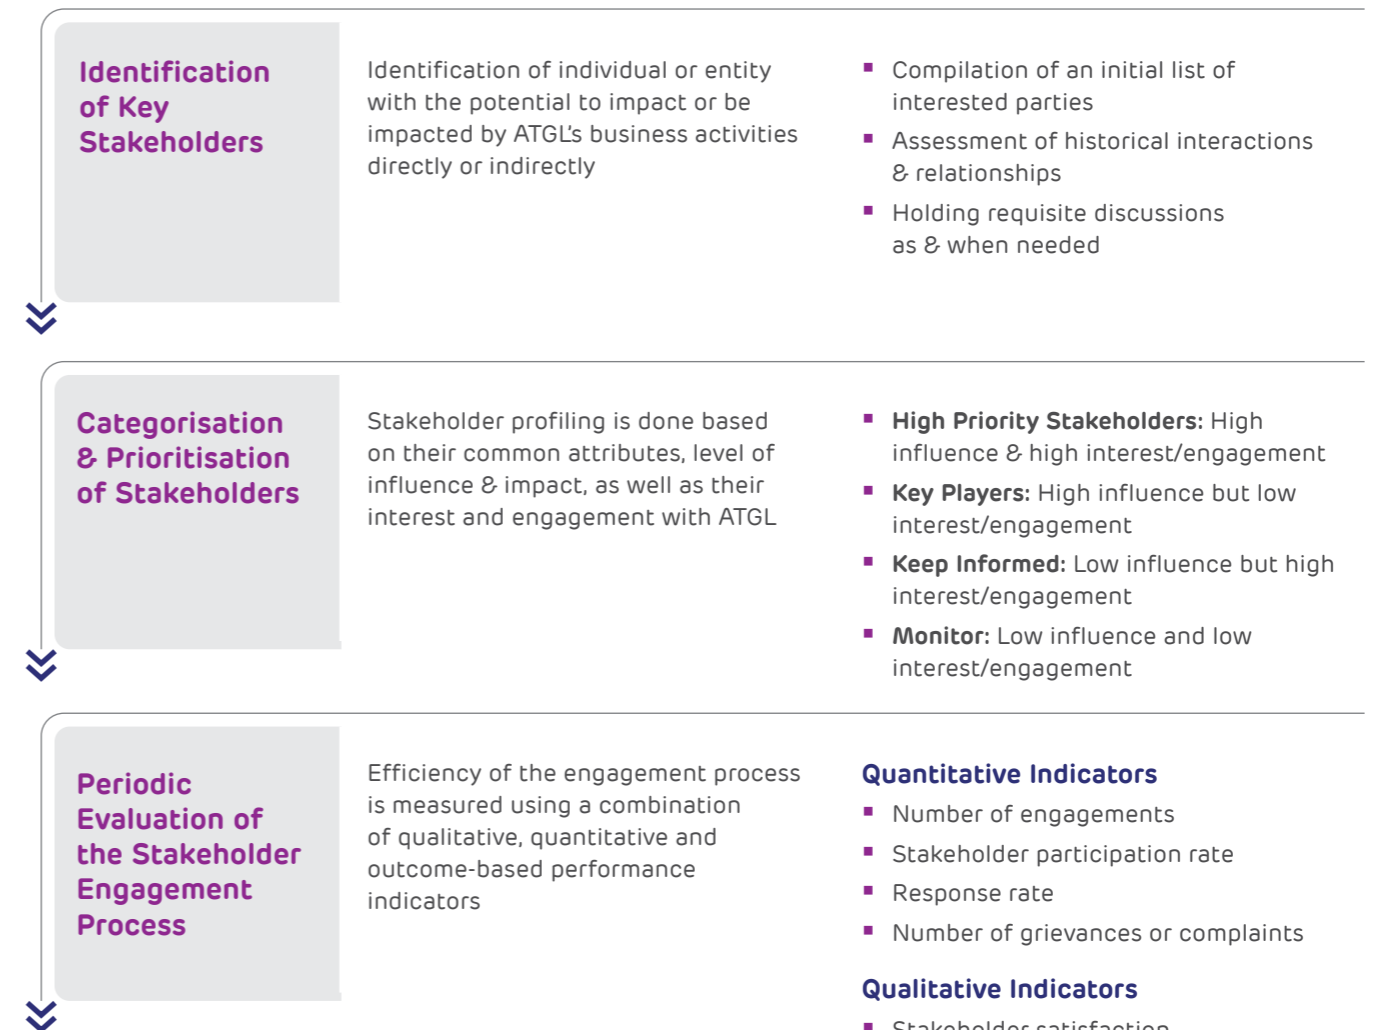 Identification
of Key
Stakeholders
Identification of individual or entity
with the potential to impact or be
impacted by ATGL's business activities
directly or indirectly
▪ Compilation of an initial list of
interested parties
▪ Assessment of historical interactions
& relationships
▪ Holding requisite discussions
as & when needed
Categorisation
& Prioritisation
of Stakeholders
Stakeholder profiling is done based
on their common attributes, level of
influence & impact, as well as their
interest and engagement with ATGL
▪ High Priority Stakeholders: High
influence & high interest/engagement
▪ Key Players: High influence but low
interest/engagement
▪ Keep Informed: Low influence but high
interest/engagement
▪ Monitor: Low influence and low
interest/engagement
Periodic
Evaluation of
the Stakeholder
Engagement
Process
Efficiency of the engagement process
is measured using a combination
of qualitative, quantitative and
outcome-based performance
indicators
Quantitative Indicators
▪ Number of engagements
▪ Stakeholder participation rate
▪ Response rate
▪ Number of grievances or complaints
Qualitative Indicators
▪ Stakeholder satisfaction